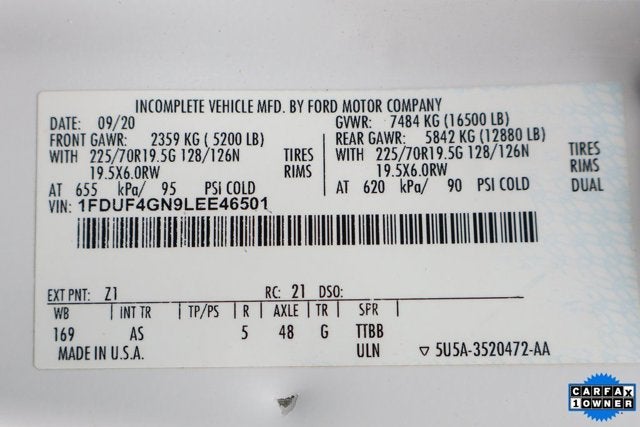 INCOMPLETE VEHICLE MFD. BY FORD MOTOR COMPANY
DATE: 09/20 GVWR: 7484 KG (16500 LB)
FRONT GAWR: 2359 KG ( 5200 LB) REAR GAWR: 5842 KG (12880 LB)
WITH 225/70R19.5G 128/126N TIRES WITH 225/70R19.5G 128/126N TIRES
19.5X6.0RW RIMS 19.5X6.0RW RIMS
AT 655 kPa/ 95 PSI COLD AT 620 kPa/ 90 PSI COLD DUAL
VIN: 1FDUF4GN9LEE46501
EXT PNT: Z1 RC: 21 DSO:
WB | INT TR | TP/PS | R | AXLE | TR | SPR |
169 AS 5 48 G TTBB
MADE IN U.S.A. ULN ▽ 5U5A-3520472-AA
CARFAX
1 OWNER